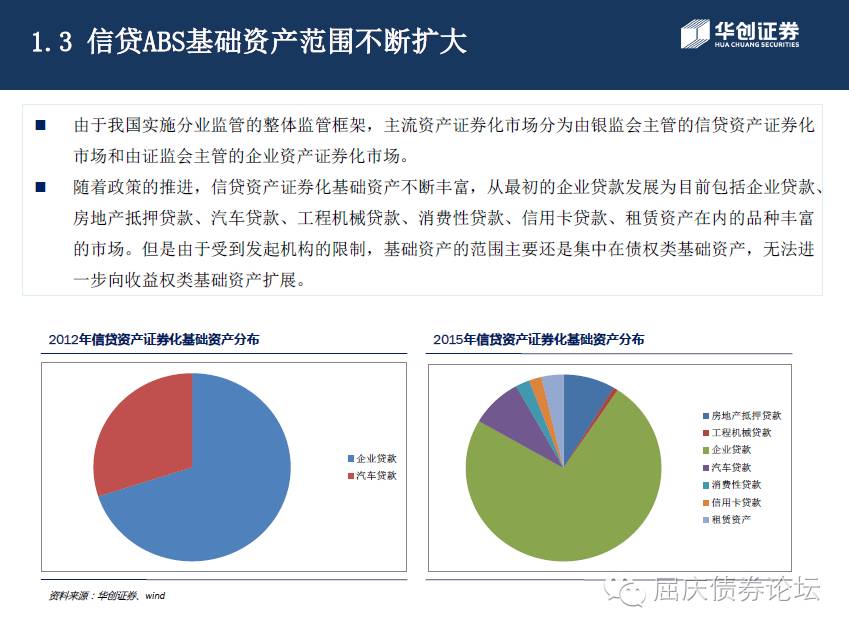 1.3 信贷ABS基础资产范围不断扩大
华创证券
HUA CHUANG SECURITIES
由于我国实施分业监管的整体监管框架，主流资产证券化市场分为由银监会主管的信贷资产证券化
市场和由证监会主管的企业资产证券化市场。
随着政策的推进，信贷资产证券化基础资产不断丰富，从最初的企业贷款发展为目前包括企业贷款、
房地产抵押贷款、汽车贷款、工程机械贷款、消费性贷款、信用卡贷款、租赁资产在内的品种丰富
的市场。但是由于受到发起机构的限制，基础资产的范围主要还是集中在债权类基础资产，无法进
一步向收益权类基础资产扩展。
2012年信贷资产证券化基础资产分布
企业贷款
汽车贷款
2015年信贷资产证券化基础资产分布
房地产抵押贷款
工程机械贷款
企业贷款
汽车贷款
消费性贷款
信用卡贷款
租赁资产
资料来源：华创证券、wind
屈庆债券论坛